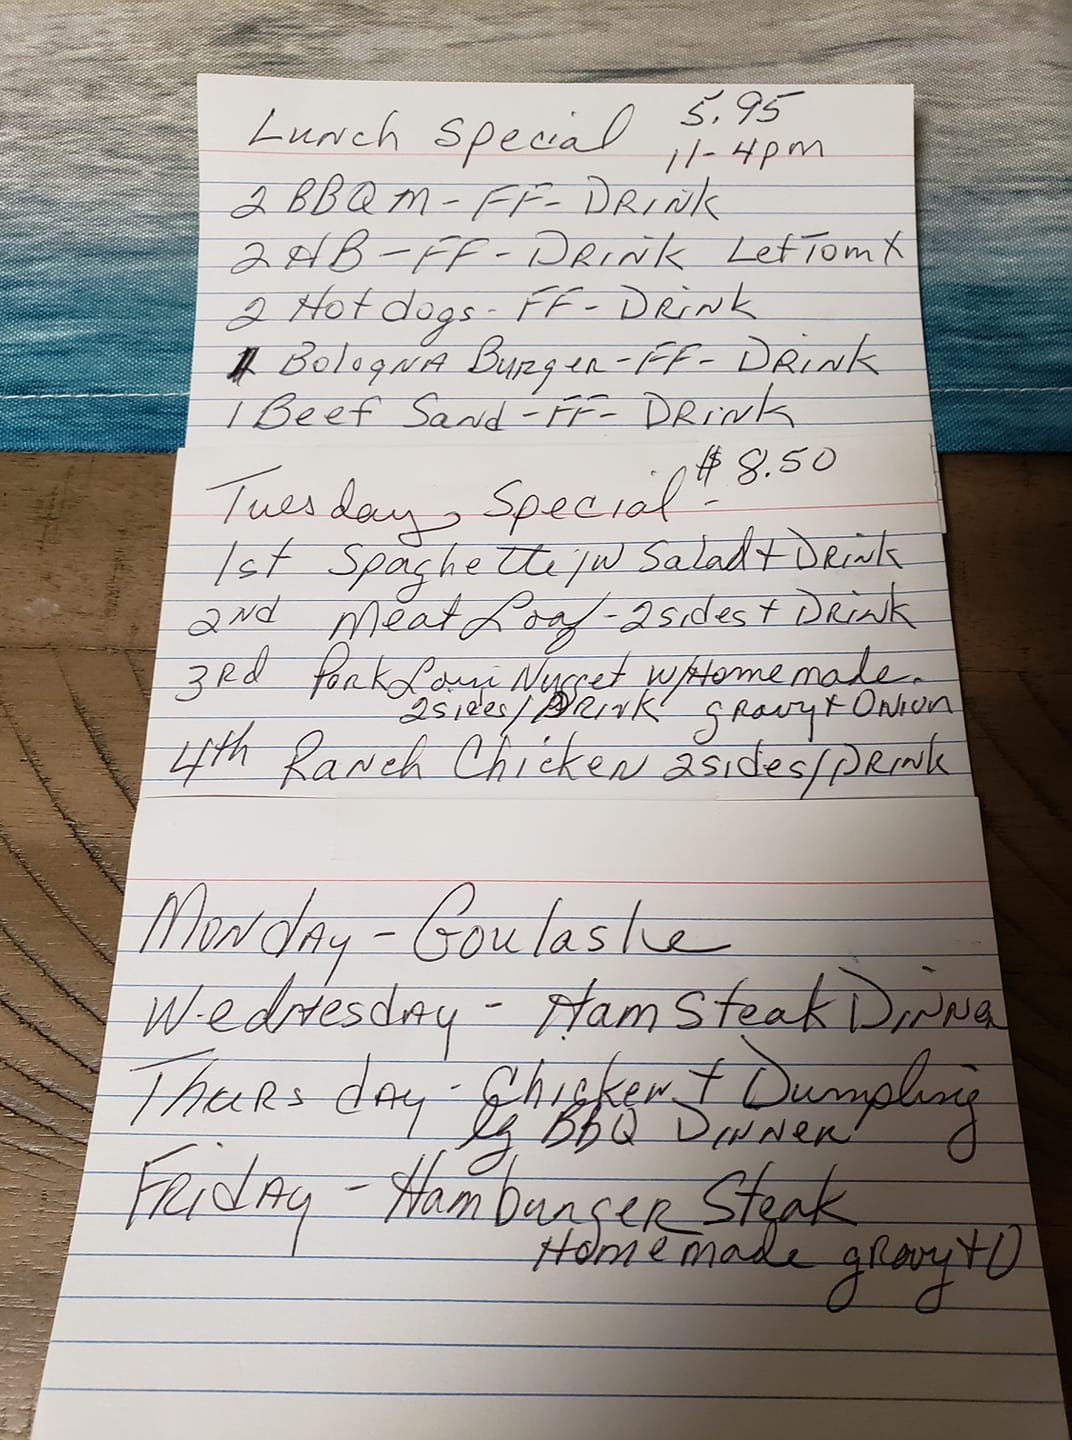 Lunch Special 5.95
11-4pm
2 BBQ M - FF - Drink
2 HB - FF - Drink Let Tom X
2 Hotdogs - FF - Drink
1 Bologna Burger - FF - Drink
1 Beef Sand - FF - Drink
Tuesday Special - $8.50
1st Spaghetti/w Salad + Drink
2nd Meat Loaf - 2 sides + Drink
3rd Pork Loin Nugget w/Homemade
2 sides/Drink gravy + Onion
4th Ranch Chicken 2 sides/Drink
Monday - Goulashe
Wednesday - Ham Steak Dinner
Thursday - Chicken + Dumpling
lg BBQ Dinner
Friday - Hamburger Steak
Homemade gravy + O